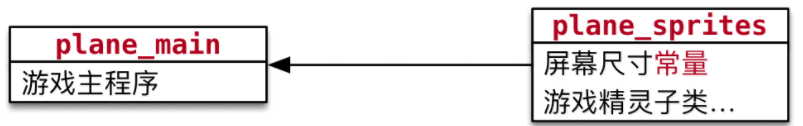 plane_main
游戏主程序
plane_sprites
屏幕尺寸常量
游戏精灵子类...